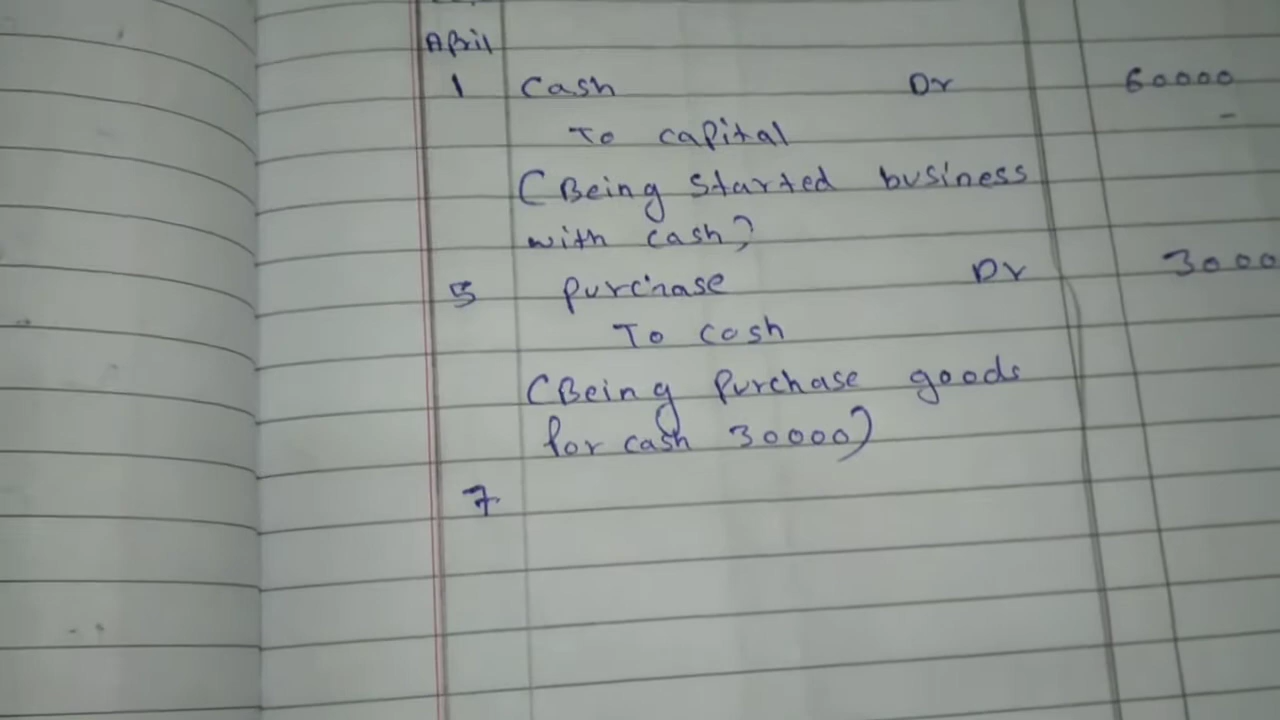 April
1 Cash Dr 60000
To capital
(Being started business
with cash)
5 purchase Dr 3000
To cash
(Being purchase goods
for cash 30000)
7